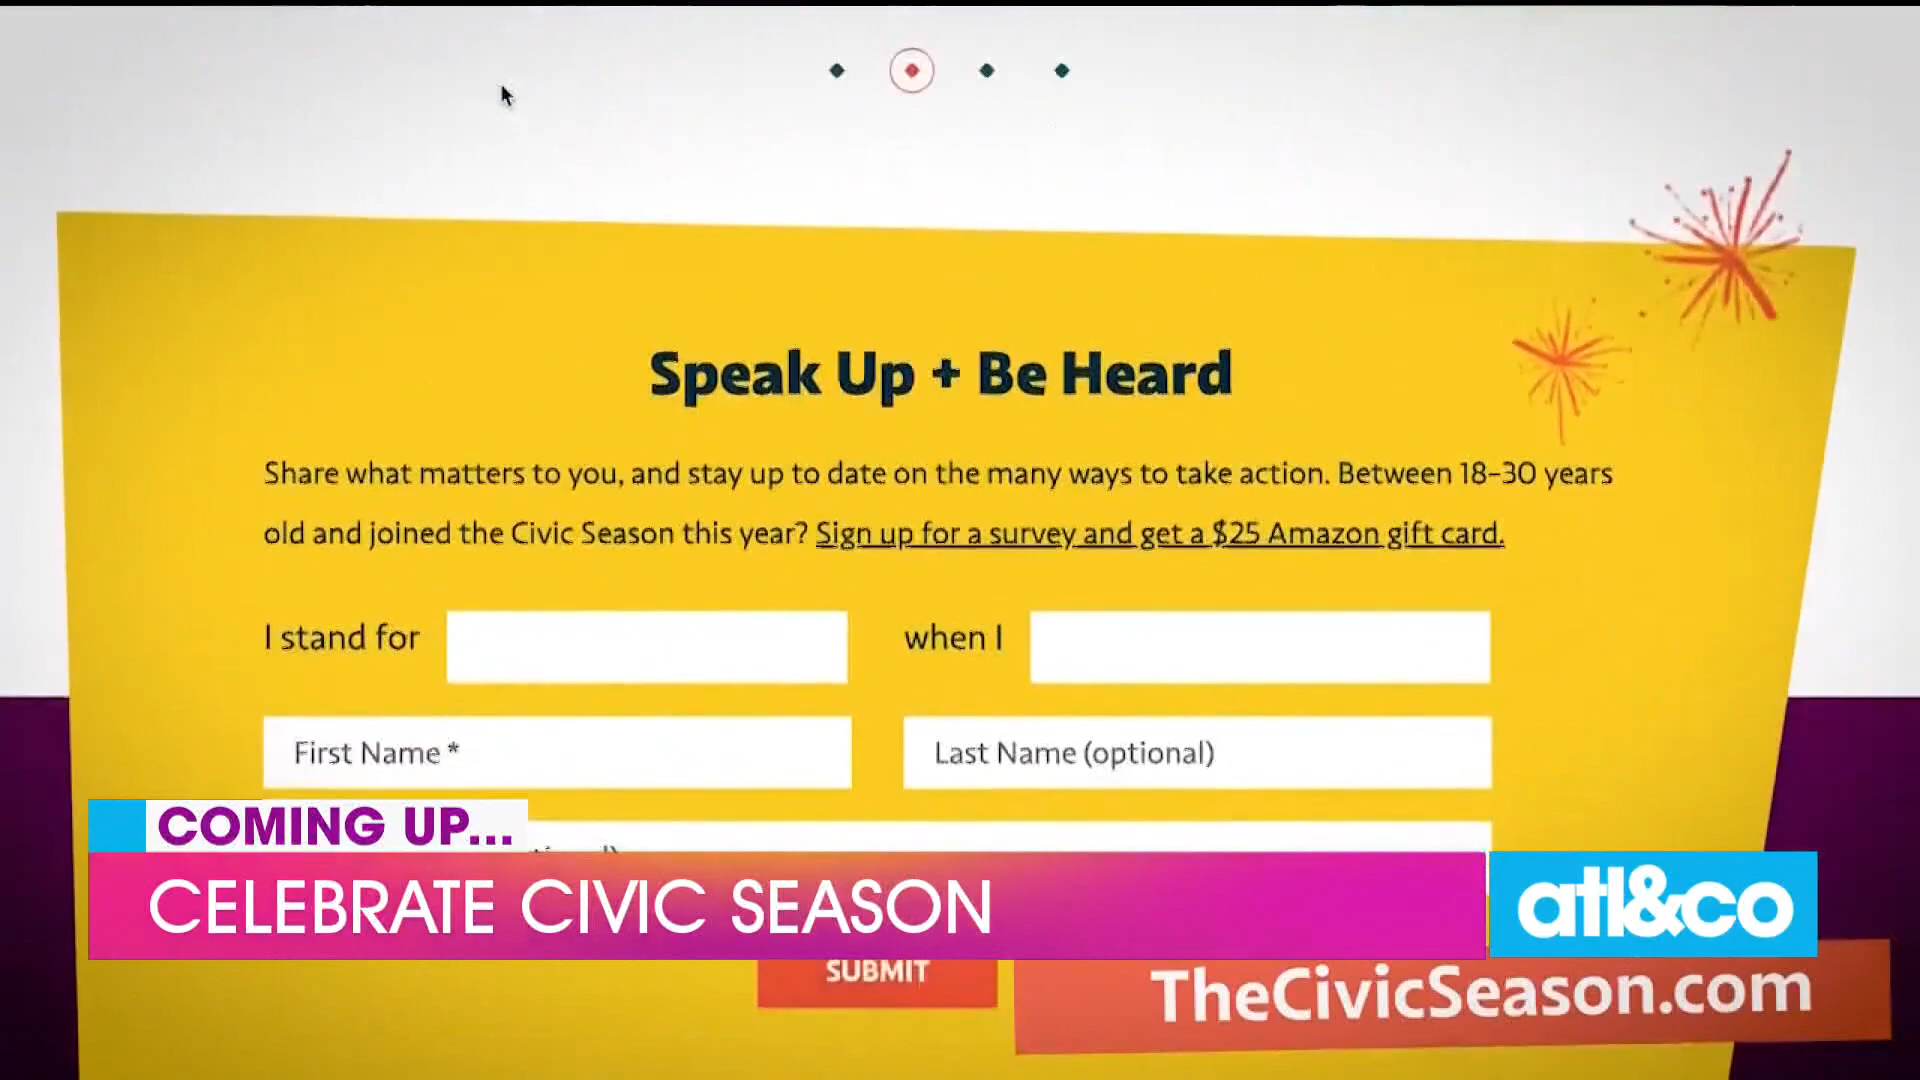 Speak Up + Be Heard
Share what matters to you, and stay up to date on the many ways to take action. Between 18-30 years
old and joined the Civic Season this year? Sign up for a survey and get a $25 Amazon gift card.
I stand for
when I
First Name *
Last Name (optional)
COMING UP...
CELEBRATE CIVIC SEASON
atl&co
SUBMIT
TheCivicSeason.com